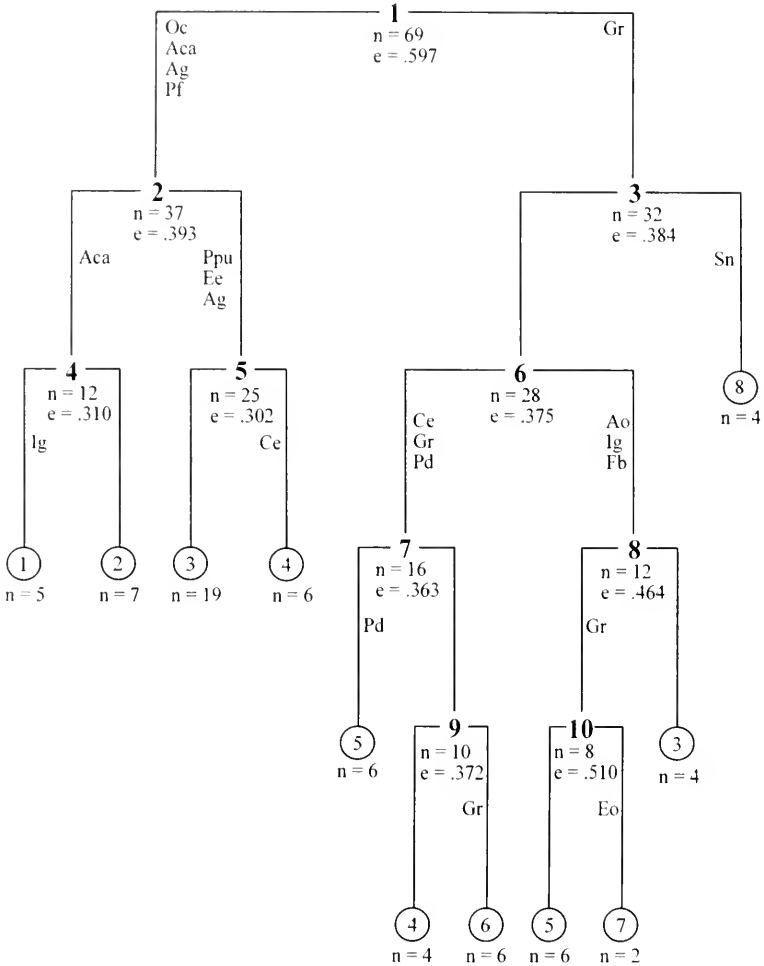 1
n = 69
e = .597
Oc
Aca
Ag
Pf
Gr
2
n = 37
e = .393
3
n = 32
e = .384
Aca
Ppu
Ee
Ag
Sn
4
n = 12
e = .310
5
n = 25
e = .302
6
n = 28
e = .375
8
n = 4
Ig
Ce
Ce
Gr
Pd
Ao
Ig
Fb
1
n = 5
2
n = 7
3
n = 19
4
n = 6
7
n = 16
e = .363
8
n = 12
e = .464
Pd
Gr
5
n = 6
9
n = 10
e = .372
10
n = 8
e = .510
3
n = 4
Gr
Eo
4
n = 4
6
n = 6
5
n = 6
7
n = 2